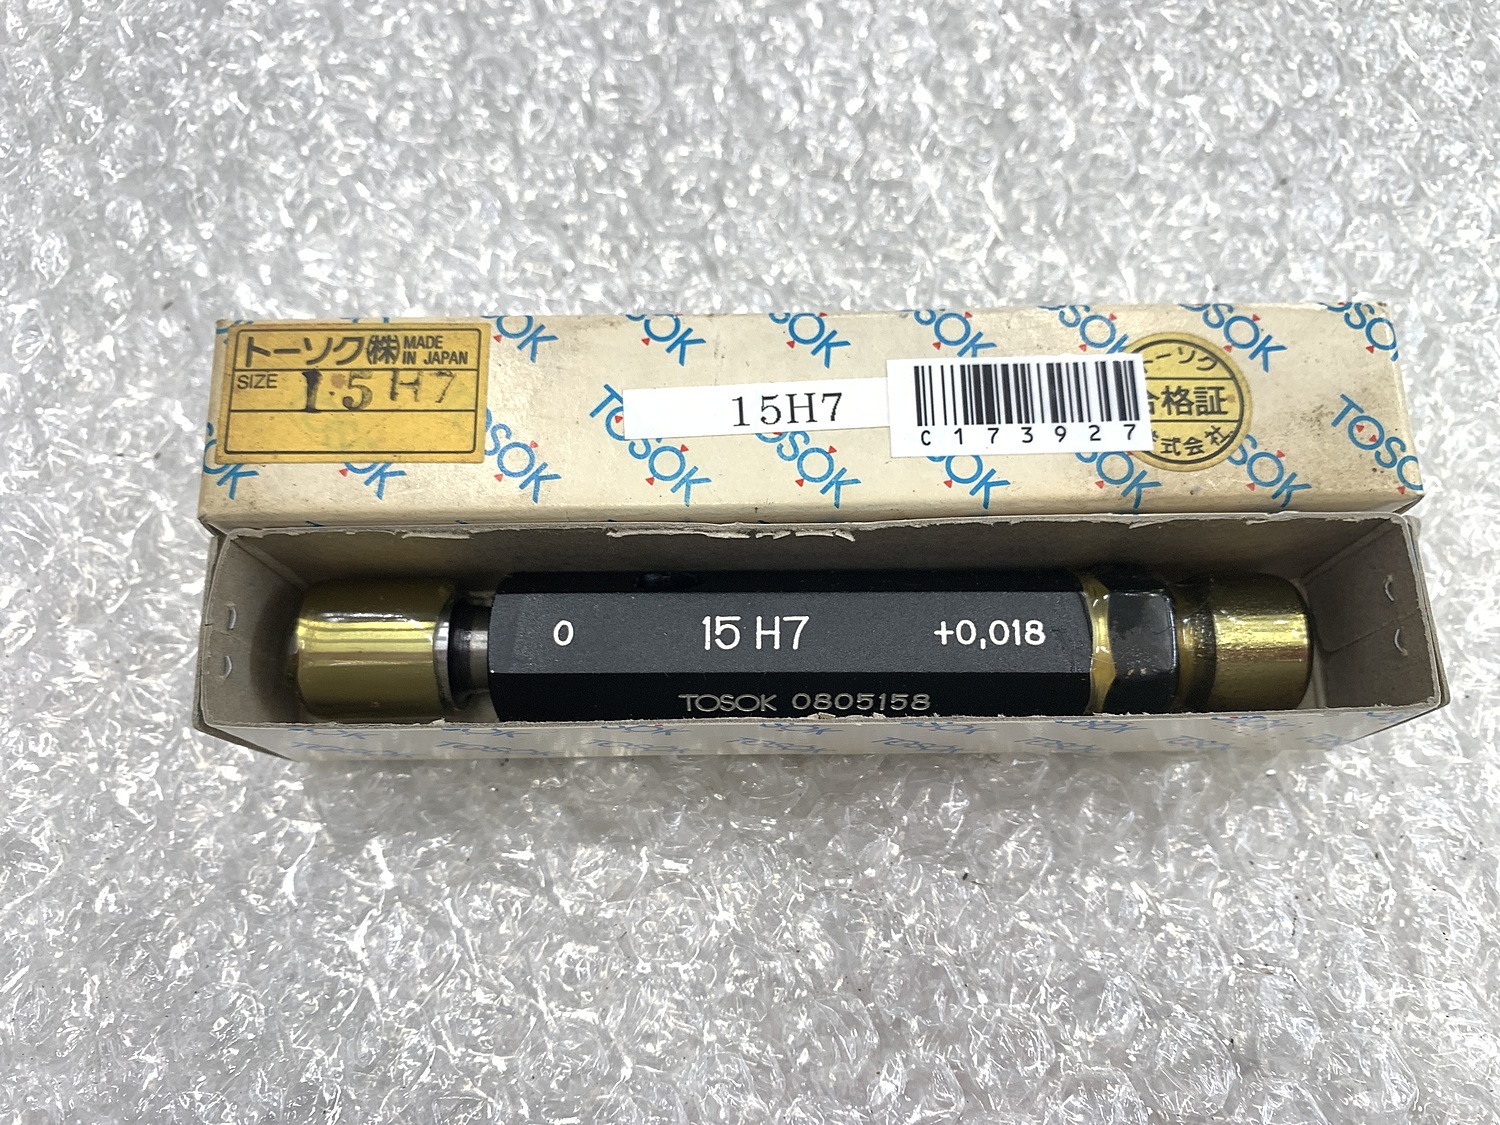 トーソク㈱ MADE IN JAPAN
SIZE 15H7
15H7
C173927
トーソク
合格証
株式会社
TOSOK
0 15 H7 +0,018
TOSOK 0805158